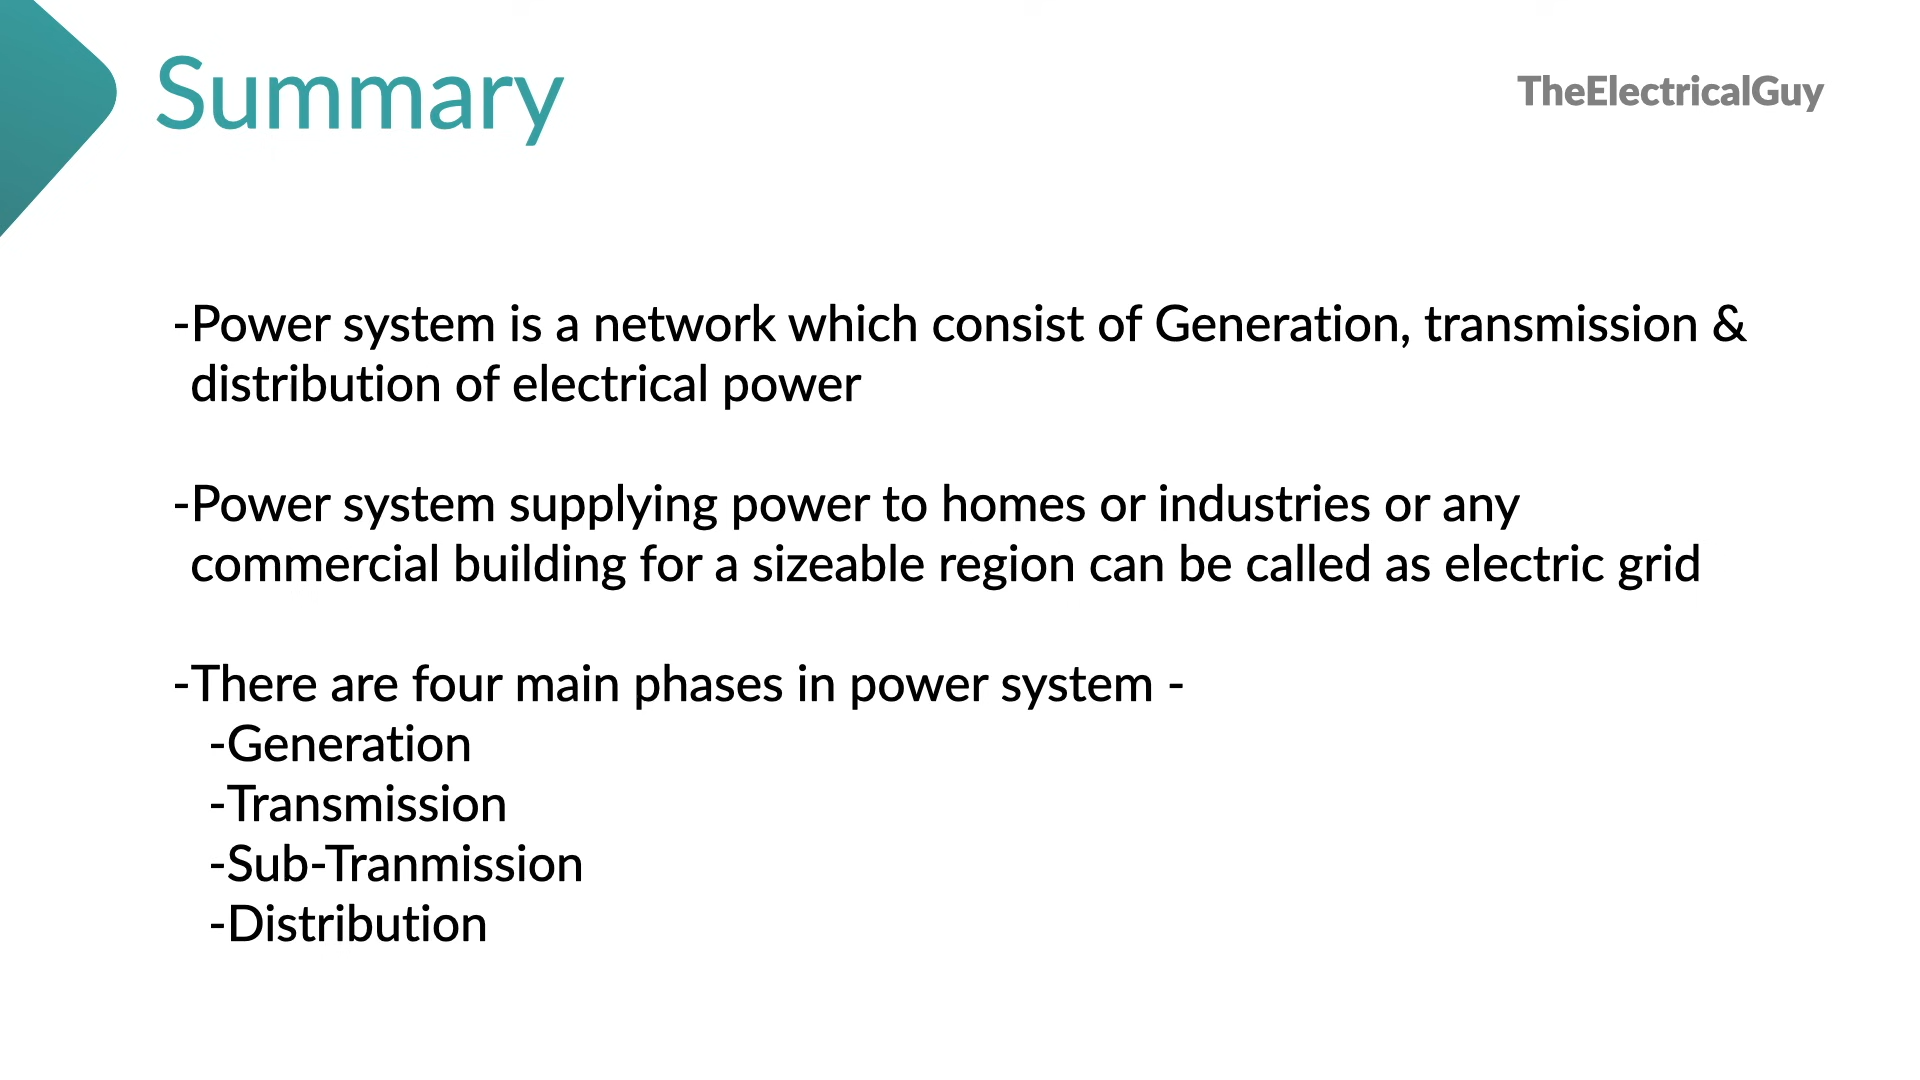 Summary
TheElectricalGuy
-Power system is a network which consist of Generation, transmission &
distribution of electrical power
-Power system supplying power to homes or industries or any
commercial building for a sizeable region can be called as electric grid
-There are four main phases in power system -
-Generation
-Transmission
-Sub-Tranmission
-Distribution